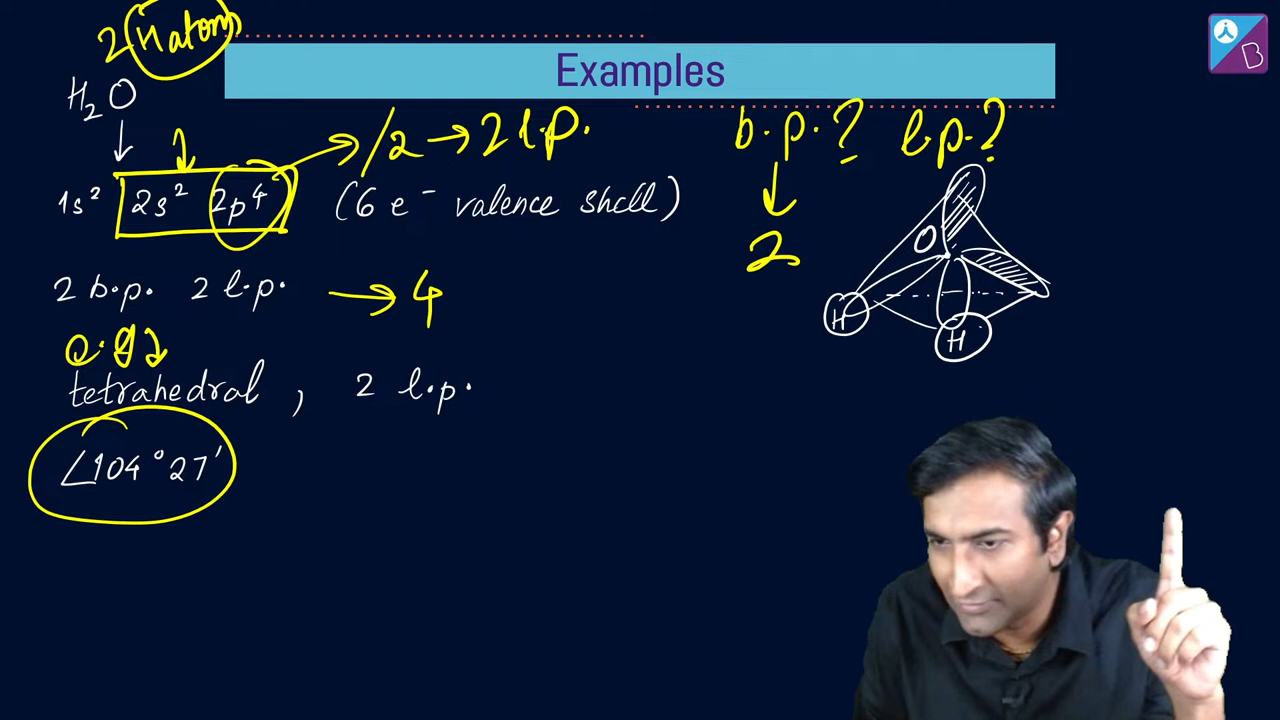 2 H atom
Examples
B
H₂O
/2 → 2 l.p.
b.p.? l.p.?
1s² 2s² 2p⁴ (6 e⁻ valence shell)
2
O
2 b.p. 2 l.p. → 4
H
H
tetrahedral, 2 l.p.
∠104°27'